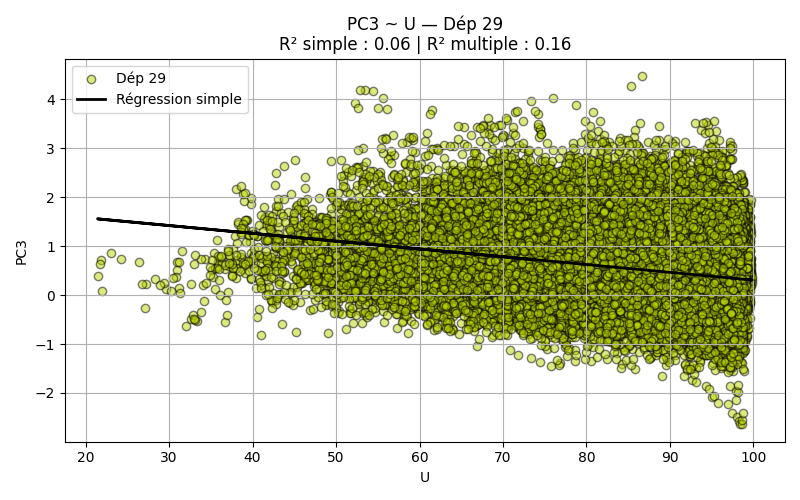 PC3 ~ U — Dép 29
R² simple : 0.06 | R² multiple : 0.16
Dép 29
Régression simple
4
3
2
1
0
−1
−2
PC3
20 30 40 50 60 70 80 90 100
U